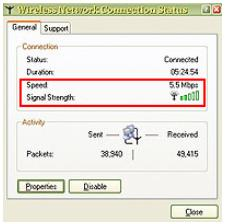 Wireless Network Connection Status
General Support
Connection
Status: Connected
Duration: 05:24:54
Speed: 5.5 Mbps
Signal Strength:
Activity
Sent — — Received
Packets: 38,940 49,415
Properties Disable
Close